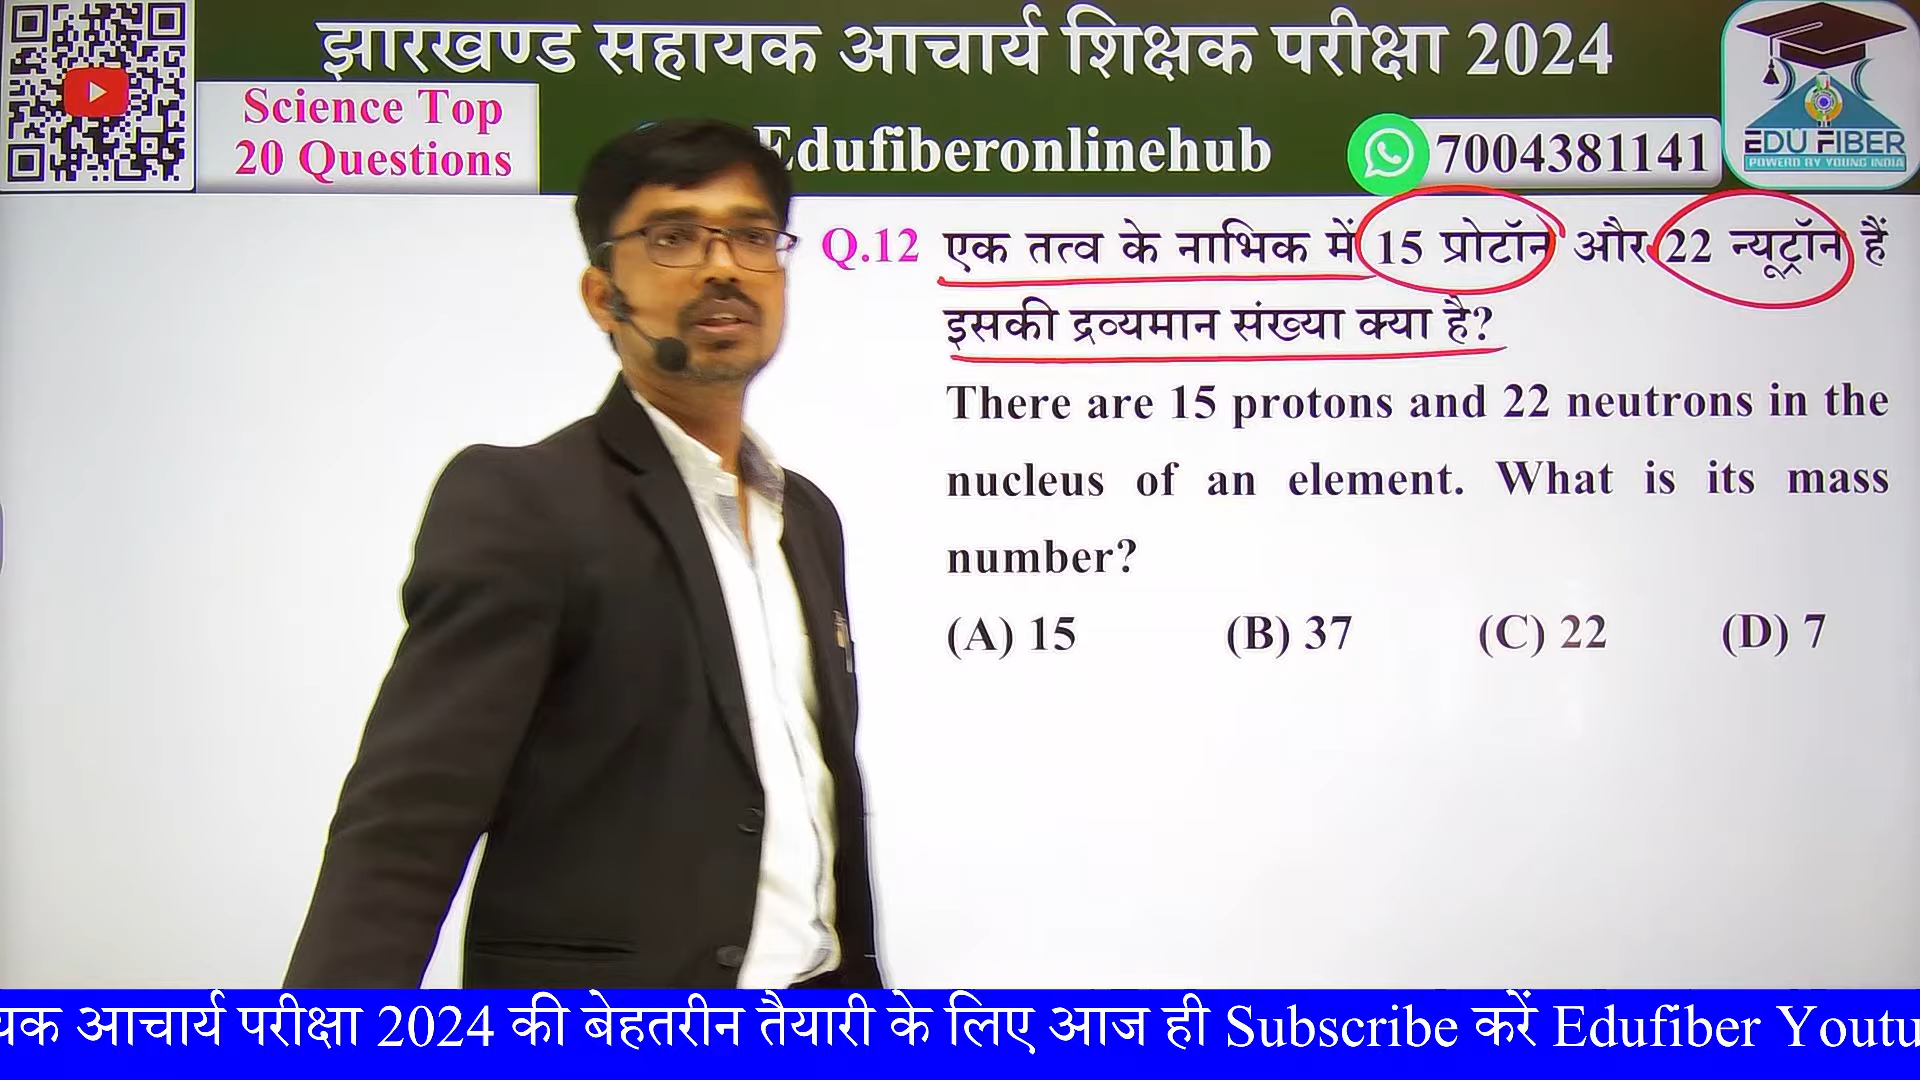 झारखण्ड सहायक आचार्य शिक्षक परीक्षा 2024
Science Top
20 Questions
Edufiberonlinehub
7004381141
EDU FIBER
POWERD BY YOUNG INDIA
Q.12 एक तत्व के नाभिक में 15 प्रोटॉन और 22 न्यूट्रॉन हैं
इसकी द्रव्यमान संख्या क्या है?
There are 15 protons and 22 neutrons in the
nucleus of an element. What is its mass
number?
(A) 15 (B) 37 (C) 22 (D) 7
आचार्य परीक्षा 2024 की बेहतरीन तैयारी के लिए आज ही Subscribe करें Edufiber Youtu